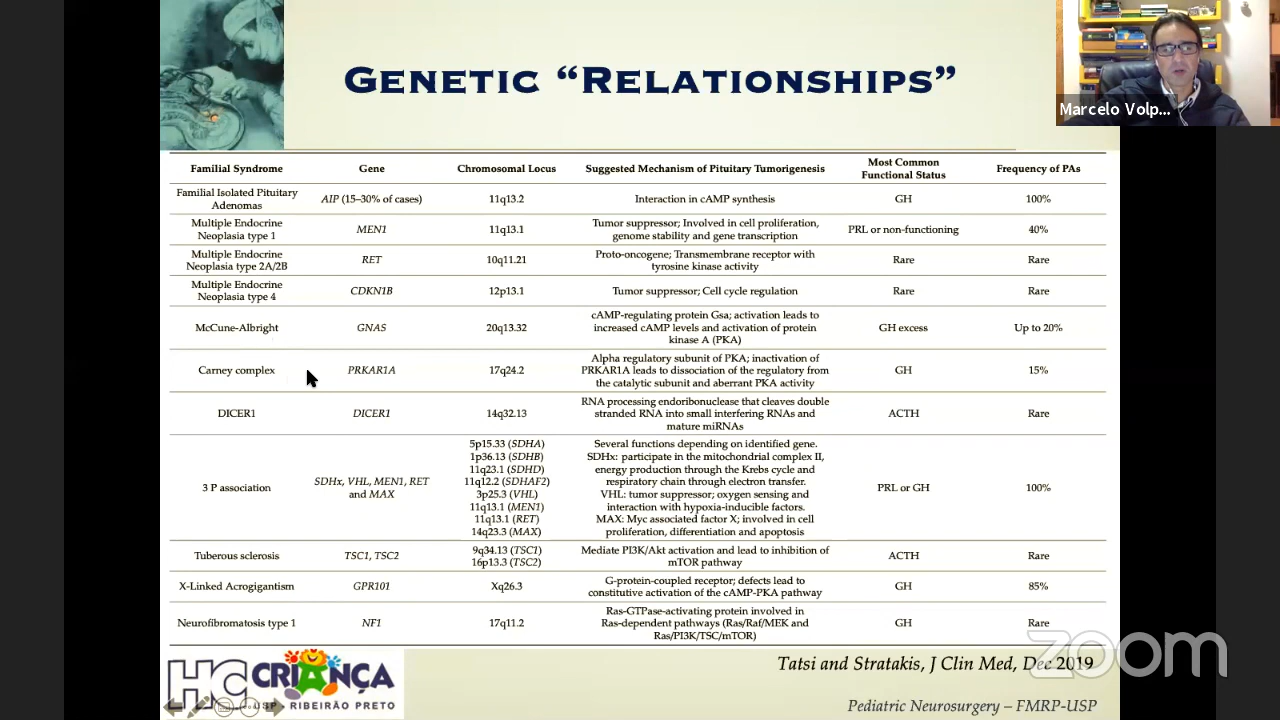 GENETIC “RELATIONSHIPS”
Marcelo Volp...
Familial Syndrome Gene Chromosomal Locus Suggested Mechanism of Pituitary Tumorigenesis Most Common Functional Status Frequency of PAs
Familial Isolated Pituitary
Adenomas
AIP (15–30% of cases)
11q13.2
Interaction in cAMP synthesis
GH
100%
Multiple Endocrine
Neoplasia type 1
MEN1
11q13.1
Tumor suppressor; Involved in cell proliferation,
genome stability and gene transcription
PRL or non-functioning
40%
Multiple Endocrine
Neoplasia type 2A/2B
RET
10q11.21
Proto-oncogene; Transmembrane receptor with
tyrosine kinase activity
Rare
Rare
Multiple Endocrine
Neoplasia type 4
CDKN1B
12p13.1
Tumor suppressor; Cell cycle regulation
Rare
Rare
McCune-Albright
GNAS
20q13.32
cAMP-regulating protein Gsa; activation leads to
increased cAMP levels and activation of protein
kinase A (PKA)
GH excess
Up to 20%
Carney complex
PRKAR1A
17q24.2
Alpha regulatory subunit of PKA; inactivation of
PRKAR1A leads to dissociation of the regulatory from
the catalytic subunit and aberrant PKA activity
GH
15%
DICER1
DICER1
14q32.13
RNA processing endoribonuclease that cleaves double
stranded RNA into small interfering RNAs and
mature miRNAs
ACTH
Rare
3 P association
SDHx, VHL, MEN1, RET
and MAX
5p15.33 (SDHA)
1p36.13 (SDHB)
11q23.1 (SDHD)
11q12.2 (SDHAF2)
3p25.3 (VHL)
11q13.1 (MEN1)
11q13.1 (RET)
14q23.3 (MAX)
Several functions depending on identified gene.
SDHx: participate in the mitochondrial complex II,
energy production through the Krebs cycle and
respiratory chain through electron transfer.
VHL: tumor suppressor; oxygen sensing and
interaction with hypoxia-inducible factors.
MAX: Myc associated factor X; involved in cell
proliferation, differentiation and apoptosis
PRL or GH
100%
Tuberous sclerosis
TSC1, TSC2
9q34.13 (TSC1)
16p13.3 (TSC2)
Mediate PI3K/Akt activation and lead to inhibition of
mTOR pathway
ACTH
Rare
X-Linked Acrogigantism
GPR101
Xq26.3
G-protein-coupled receptor; defects lead to
constitutive activation of the cAMP-PKA pathway
GH
85%
Neurofibromatosis type 1
NF1
17q11.2
Ras-GTPase-activating protein involved in
Ras-dependent pathways (Ras/Raf/MEK and
Ras/PI3K/TSC/mTOR)
GH
Rare
HC CRIANÇA
USP RIBEIRÃO PRETO
Tatsi and Stratakis, J Clin Med, Dec 2019
zoom
Pediatric Neurosurgery – FMRP-USP